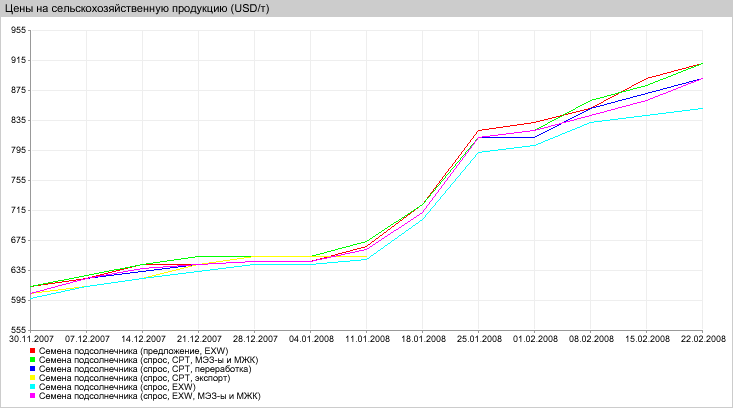 Цены на сельскохозяйственную продукцию (USD/т)
955
915
875
835
795
755
715
675
635
595
555
30.11.2007 07.12.2007 14.12.2007 21.12.2007 28.12.2007 04.01.2008 11.01.2008 18.01.2008 25.01.2008 01.02.2008 08.02.2008 15.02.2008 22.02.2008
Семена подсолнечника (предложение, EXW)
Семена подсолнечника (спрос, CPT, МЭЗ-ы и МЖК)
Семена подсолнечника (спрос, CPT, переработка)
Семена подсолнечника (спрос, CPT, экспорт)
Семена подсолнечника (спрос, EXW)
Семена подсолнечника (спрос, EXW, МЭЗ-ы и МЖК)